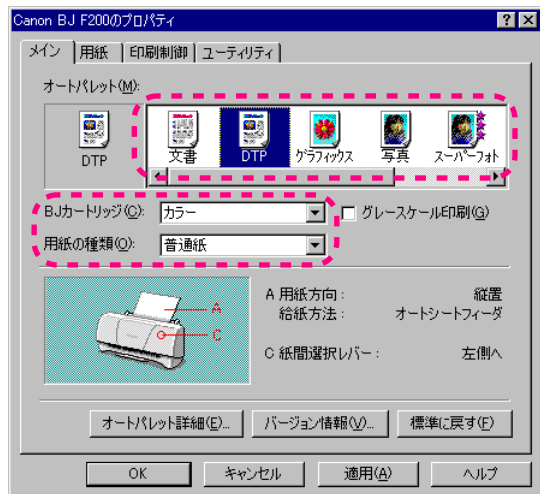 Canon BJ F200のプロパティ
メイン 用紙 印刷制御 ユーティリティ
オートパレット(M):
DTP
文書 DTP グラフィックス 写真 スーパーフォト
BJカートリッジ(C): カラー グレースケール印刷(G)
用紙の種類(O): 普通紙
A
C
A 用紙方向: 縦置
給紙方法: オートシートフィーダ
C 紙間選択レバー: 左側へ
オートパレット詳細(E)... バージョン情報(V)... 標準に戻す(F)
OK キャンセル 適用(A) ヘルプ